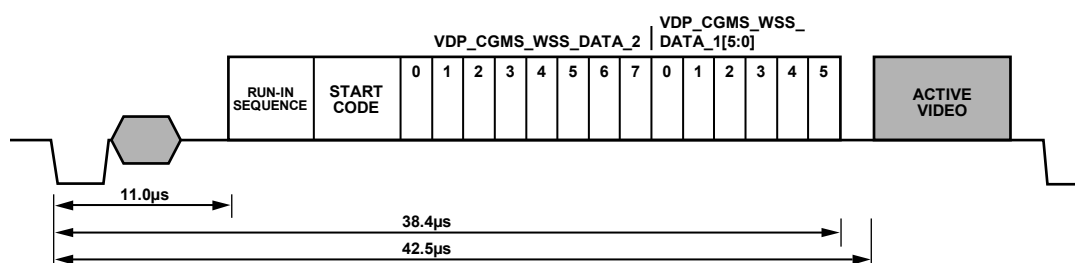 VDP_CGMS_WSS_
VDP_CGMS_WSS_DATA_2
DATA_1[5:0]
0 1 2 3 4 5 6 7 0 1 2 3 4 5
RUN-IN
SEQUENCE
START
CODE
ACTIVE
VIDEO
11.0µs
38.4µs
42.5µs